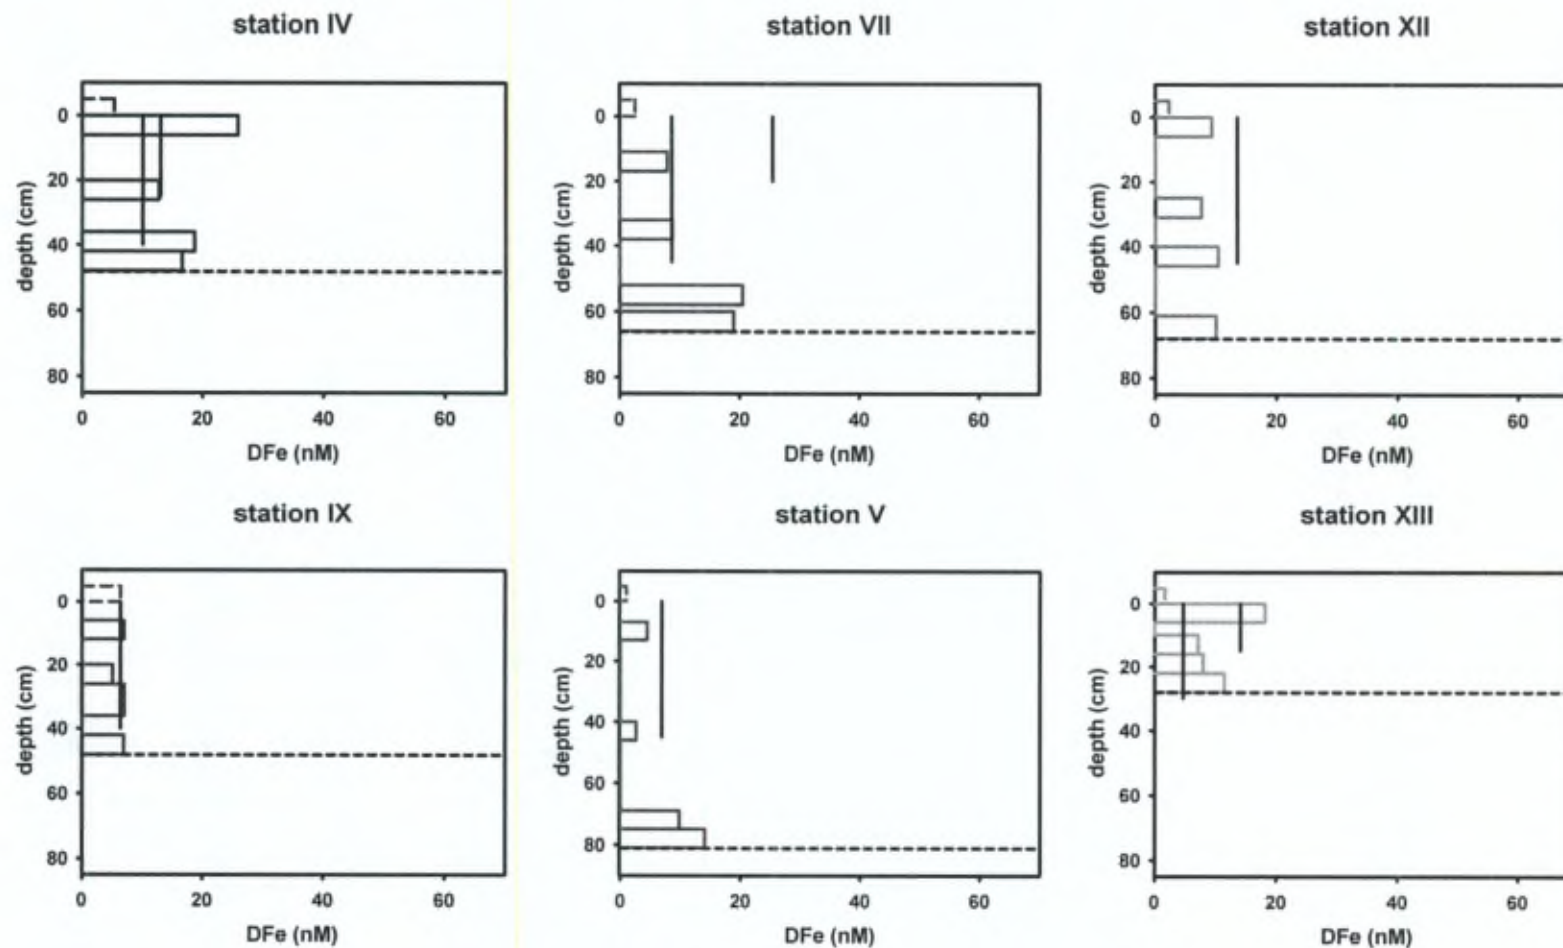 station IV
0
20
40
60
80
depth (cm)
0 20 40 60
DFe (nM)
station VII
0
20
40
60
80
depth (cm)
0 20 40 60
DFe (nM)
station XII
0
20
40
60
80
depth (cm)
0 20 40 60
DFe (nM)
station IX
0
20
40
60
80
depth (cm)
0 20 40 60
DFe (nM)
station V
0
20
40
60
80
depth (cm)
0 20 40 60
DFe (nM)
station XIII
0
20
40
60
80
depth (cm)
0 20 40 60
DFe (nM)